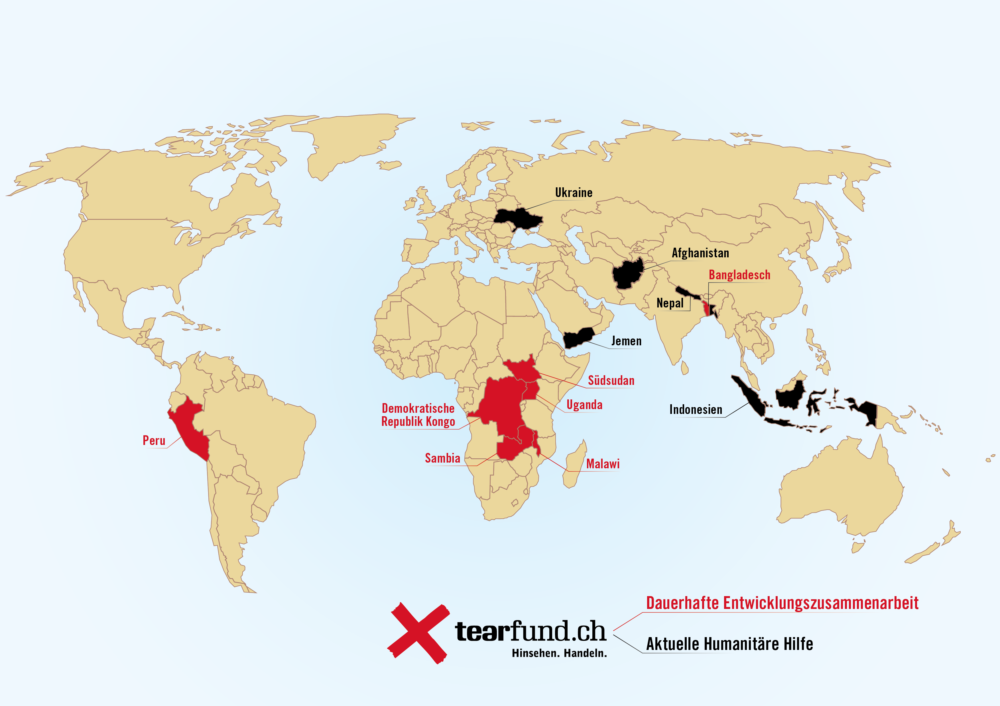 Ukraine
Afghanistan
Bangladesch
Nepal
Jemen
Südsudan
Uganda
Demokratische
Republik Kongo
Indonesien
Peru
Sambia
Malawi
tearfund.ch
Hinsehen. Handeln.
Dauerhafte Entwicklungszusammenarbeit
Aktuelle Humanitäre Hilfe